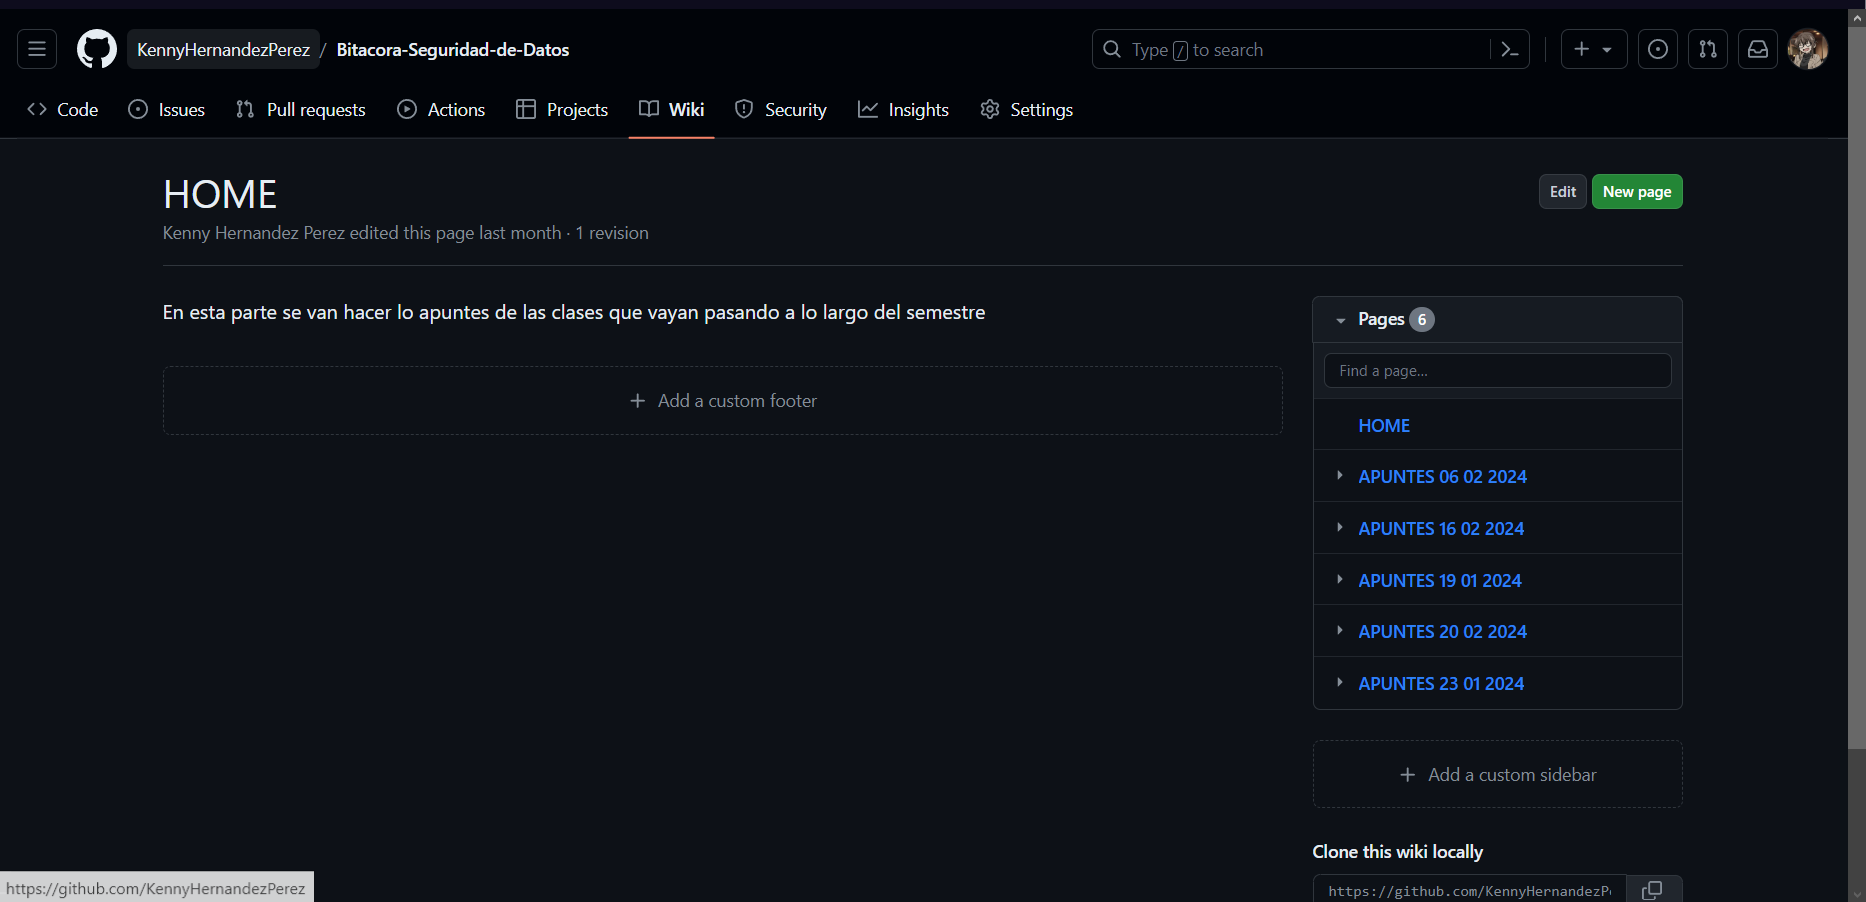 KennyHernandezPerez / Bitacora-Seguridad-de-Datos
Type / to search
Code Issues Pull requests Actions Projects Wiki Security Insights Settings
HOME
Edit New page
Kenny Hernandez Perez edited this page last month · 1 revision
En esta parte se van hacer lo apuntes de las clases que vayan pasando a lo largo del semestre
Add a custom footer
Pages 6
Find a page...
HOME
APUNTES 06 02 2024
APUNTES 16 02 2024
APUNTES 19 01 2024
APUNTES 20 02 2024
APUNTES 23 01 2024
Add a custom sidebar
Clone this wiki locally
https://github.com/KennyHernandezP
https://github.com/KennyHernandezPerez